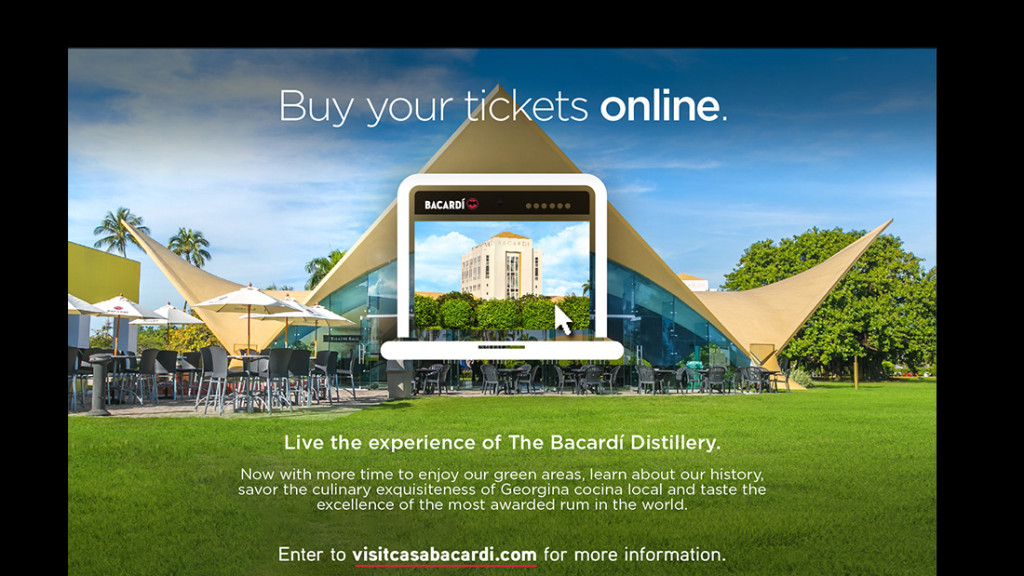 Buy your tickets online.
BACARDÍ
BACARDI
Live the experience of The Bacardí Distillery.
Now with more time to enjoy our green areas, learn about our history,
savor the culinary exquisiteness of Georgina cocina local and taste the
excellence of the most awarded rum in the world.
Enter to visitcasabacardi.com for more information.